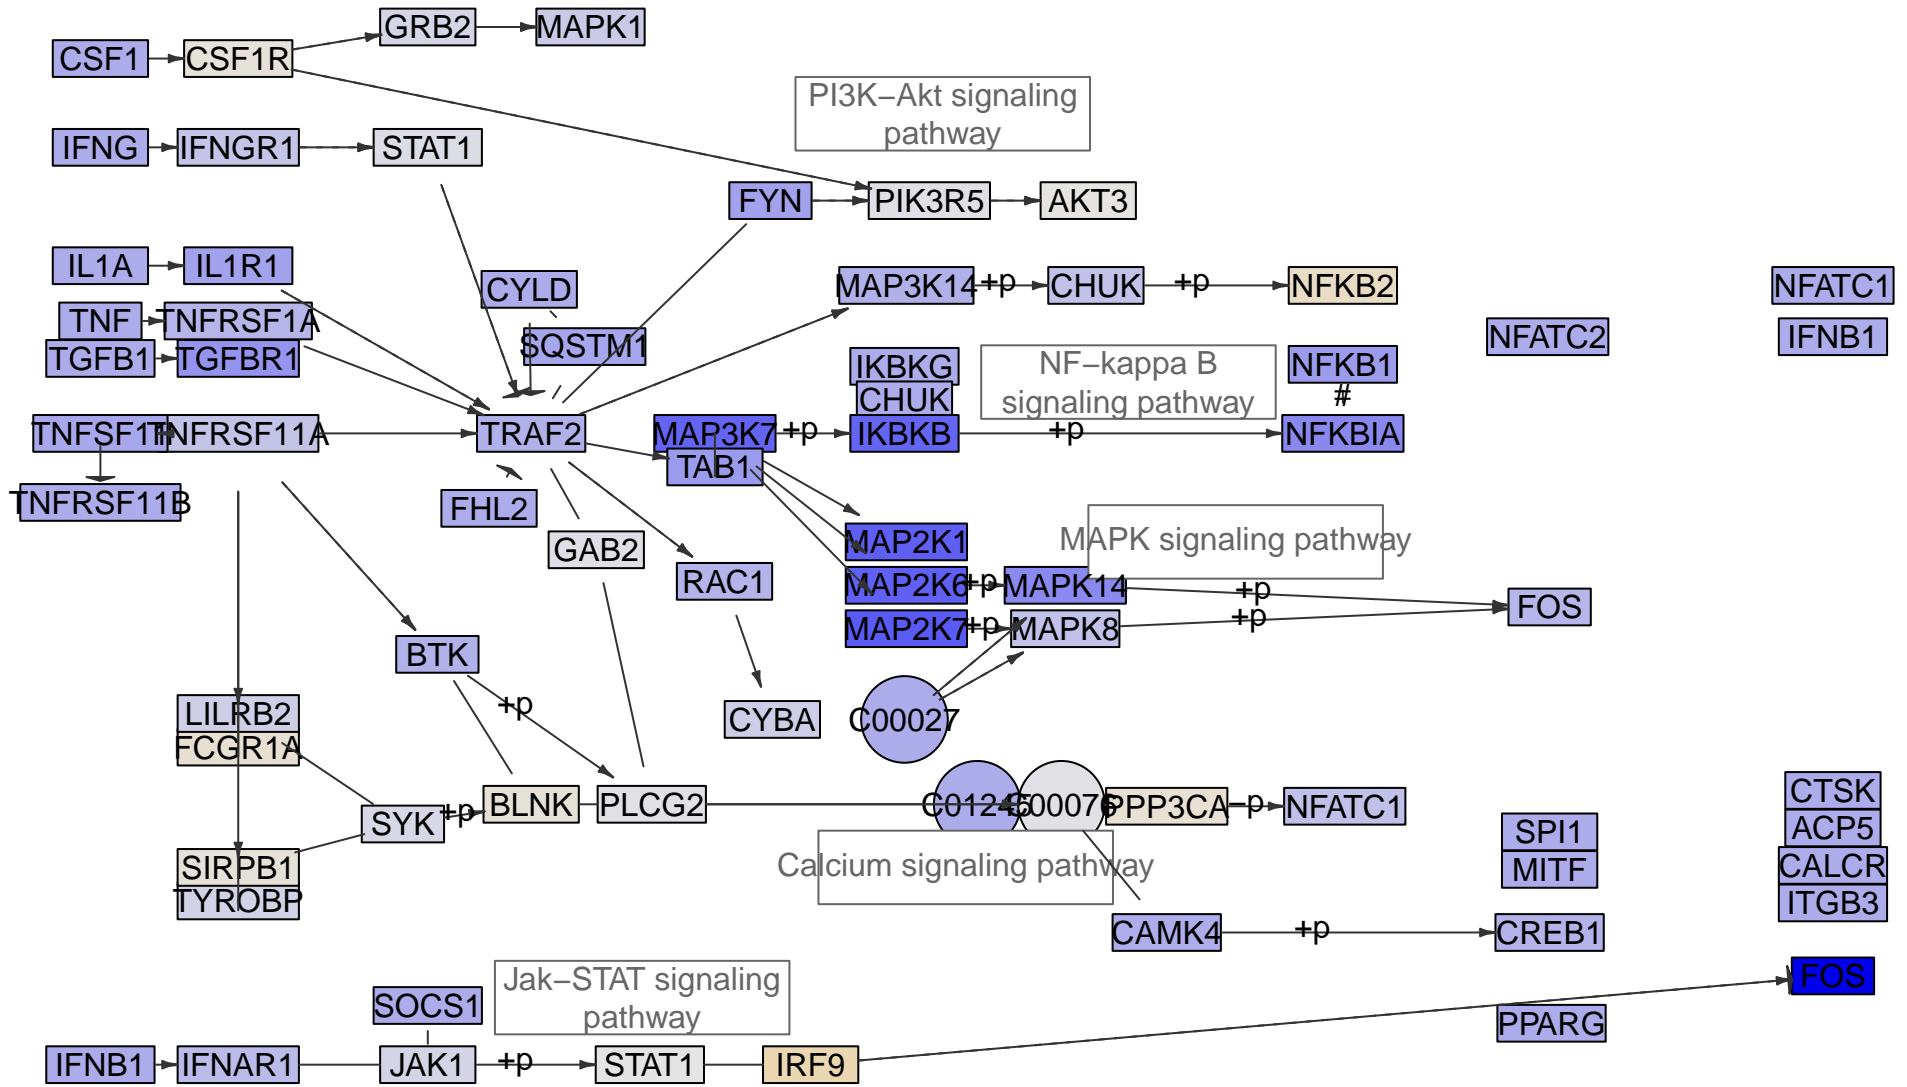 GRB2
MAPK1
CSF1
CSF1R
PI3K−Akt signaling
pathway
IFNG
IFNGR1
STAT1
FYN
PIK3R5
AKT3
IL1A
IL1R1
CYLD
MAP3K14
+p
CHUK
+p
NFKB2
NFATC1
TNF
TNFRSF1A
SQSTM1
NFATC2
IFNB1
TGFB1
TGFBR1
IKBKG
NF−kappa B
signaling pathway
NFKB1
CHUK
#
TNFRSF11A
TRAF2
MAP3K7
+p
IKBKB
+p
NFKBIA
TAB1
TNFRSF11B
FHL2
GAB2
MAP2K1
MAPK signaling pathway
RAC1
MAP2K6
+p
MAPK14
+p
FOS
MAP2K7
+p
MAPK8
+p
BTK
+p
LILRB2
CYBA
C00027
FCGR1A
SYK
+p
BLNK
PLCG2
C00076
PPP3CA
−p
NFATC1
CTSK
SPI1
ACP5
SIRPB1
Calcium signaling pathway
MITF
CALCR
TYROBP
ITGB3
CAMK4
+p
CREB1
Jak−STAT signaling
pathway
FOS
SOCS1
PPARG
IFNB1
IFNAR1
JAK1
+p
STAT1
IRF9